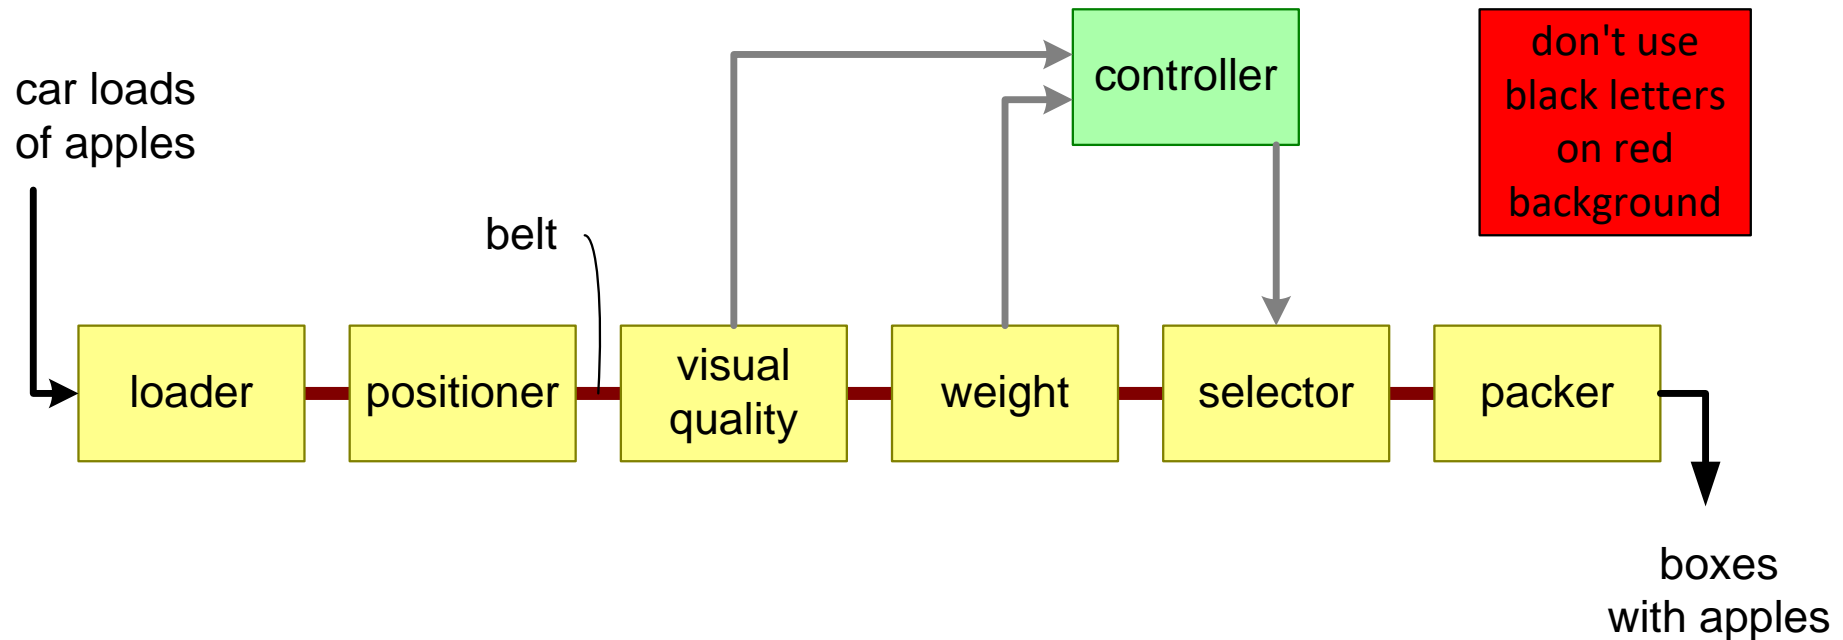 car loads
of apples
controller
don't use
black letters
on red
background
belt
loader
positioner
visual
quality
weight
selector
packer
boxes
with apples